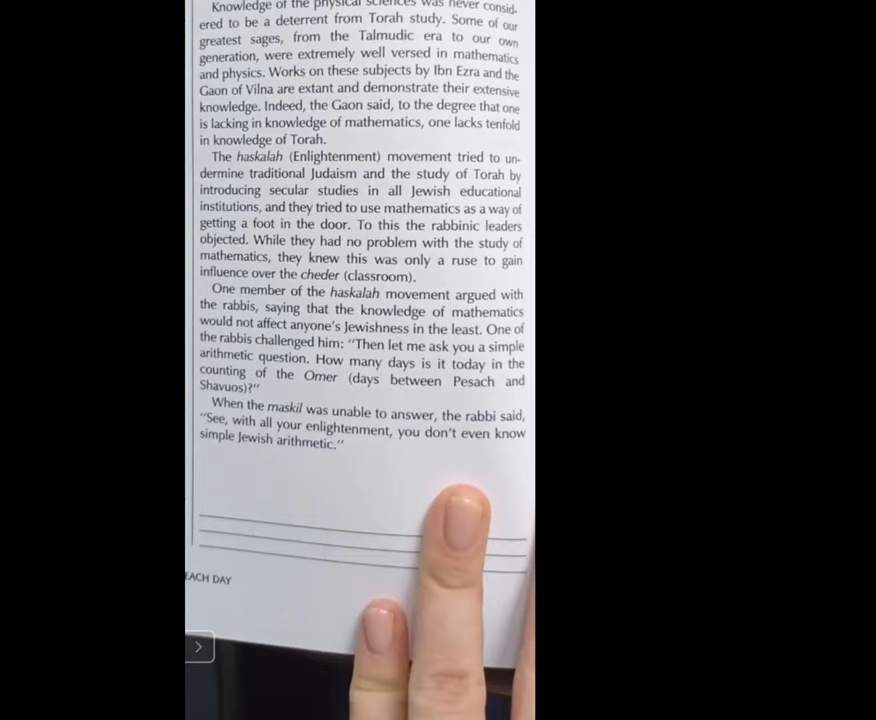 Knowledge of the physical sciences was never consid-
ered to be a deterrent from Torah study. Some of our
greatest sages, from the Talmudic era to our own
generation, were extremely well versed in mathematics
and physics. Works on these subjects by Ibn Ezra and the
Gaon of Vilna are extant and demonstrate their extensive
knowledge. Indeed, the Gaon said, to the degree that one
is lacking in knowledge of mathematics, one lacks tenfold
in knowledge of Torah.
The haskalah (Enlightenment) movement tried to un-
dermine traditional Judaism and the study of Torah by
introducing secular studies in all Jewish educational
institutions, and they tried to use mathematics as a way of
getting a foot in the door. To this the rabbinic leaders
objected. While they had no problem with the study of
mathematics, they knew this was only a ruse to gain
influence over the cheder (classroom).
One member of the haskalah movement argued with
the rabbis, saying that the knowledge of mathematics
would not affect anyone's Jewishness in the least. One of
the rabbis challenged him: "Then let me ask you a simple
arithmetic question. How many days is it today in the
counting of the Omer (days between Pesach and
Shavuos)?"
When the maskil was unable to answer, the rabbi said,
"See, with all your enlightenment, you don't even know
simple Jewish arithmetic."
EACH DAY